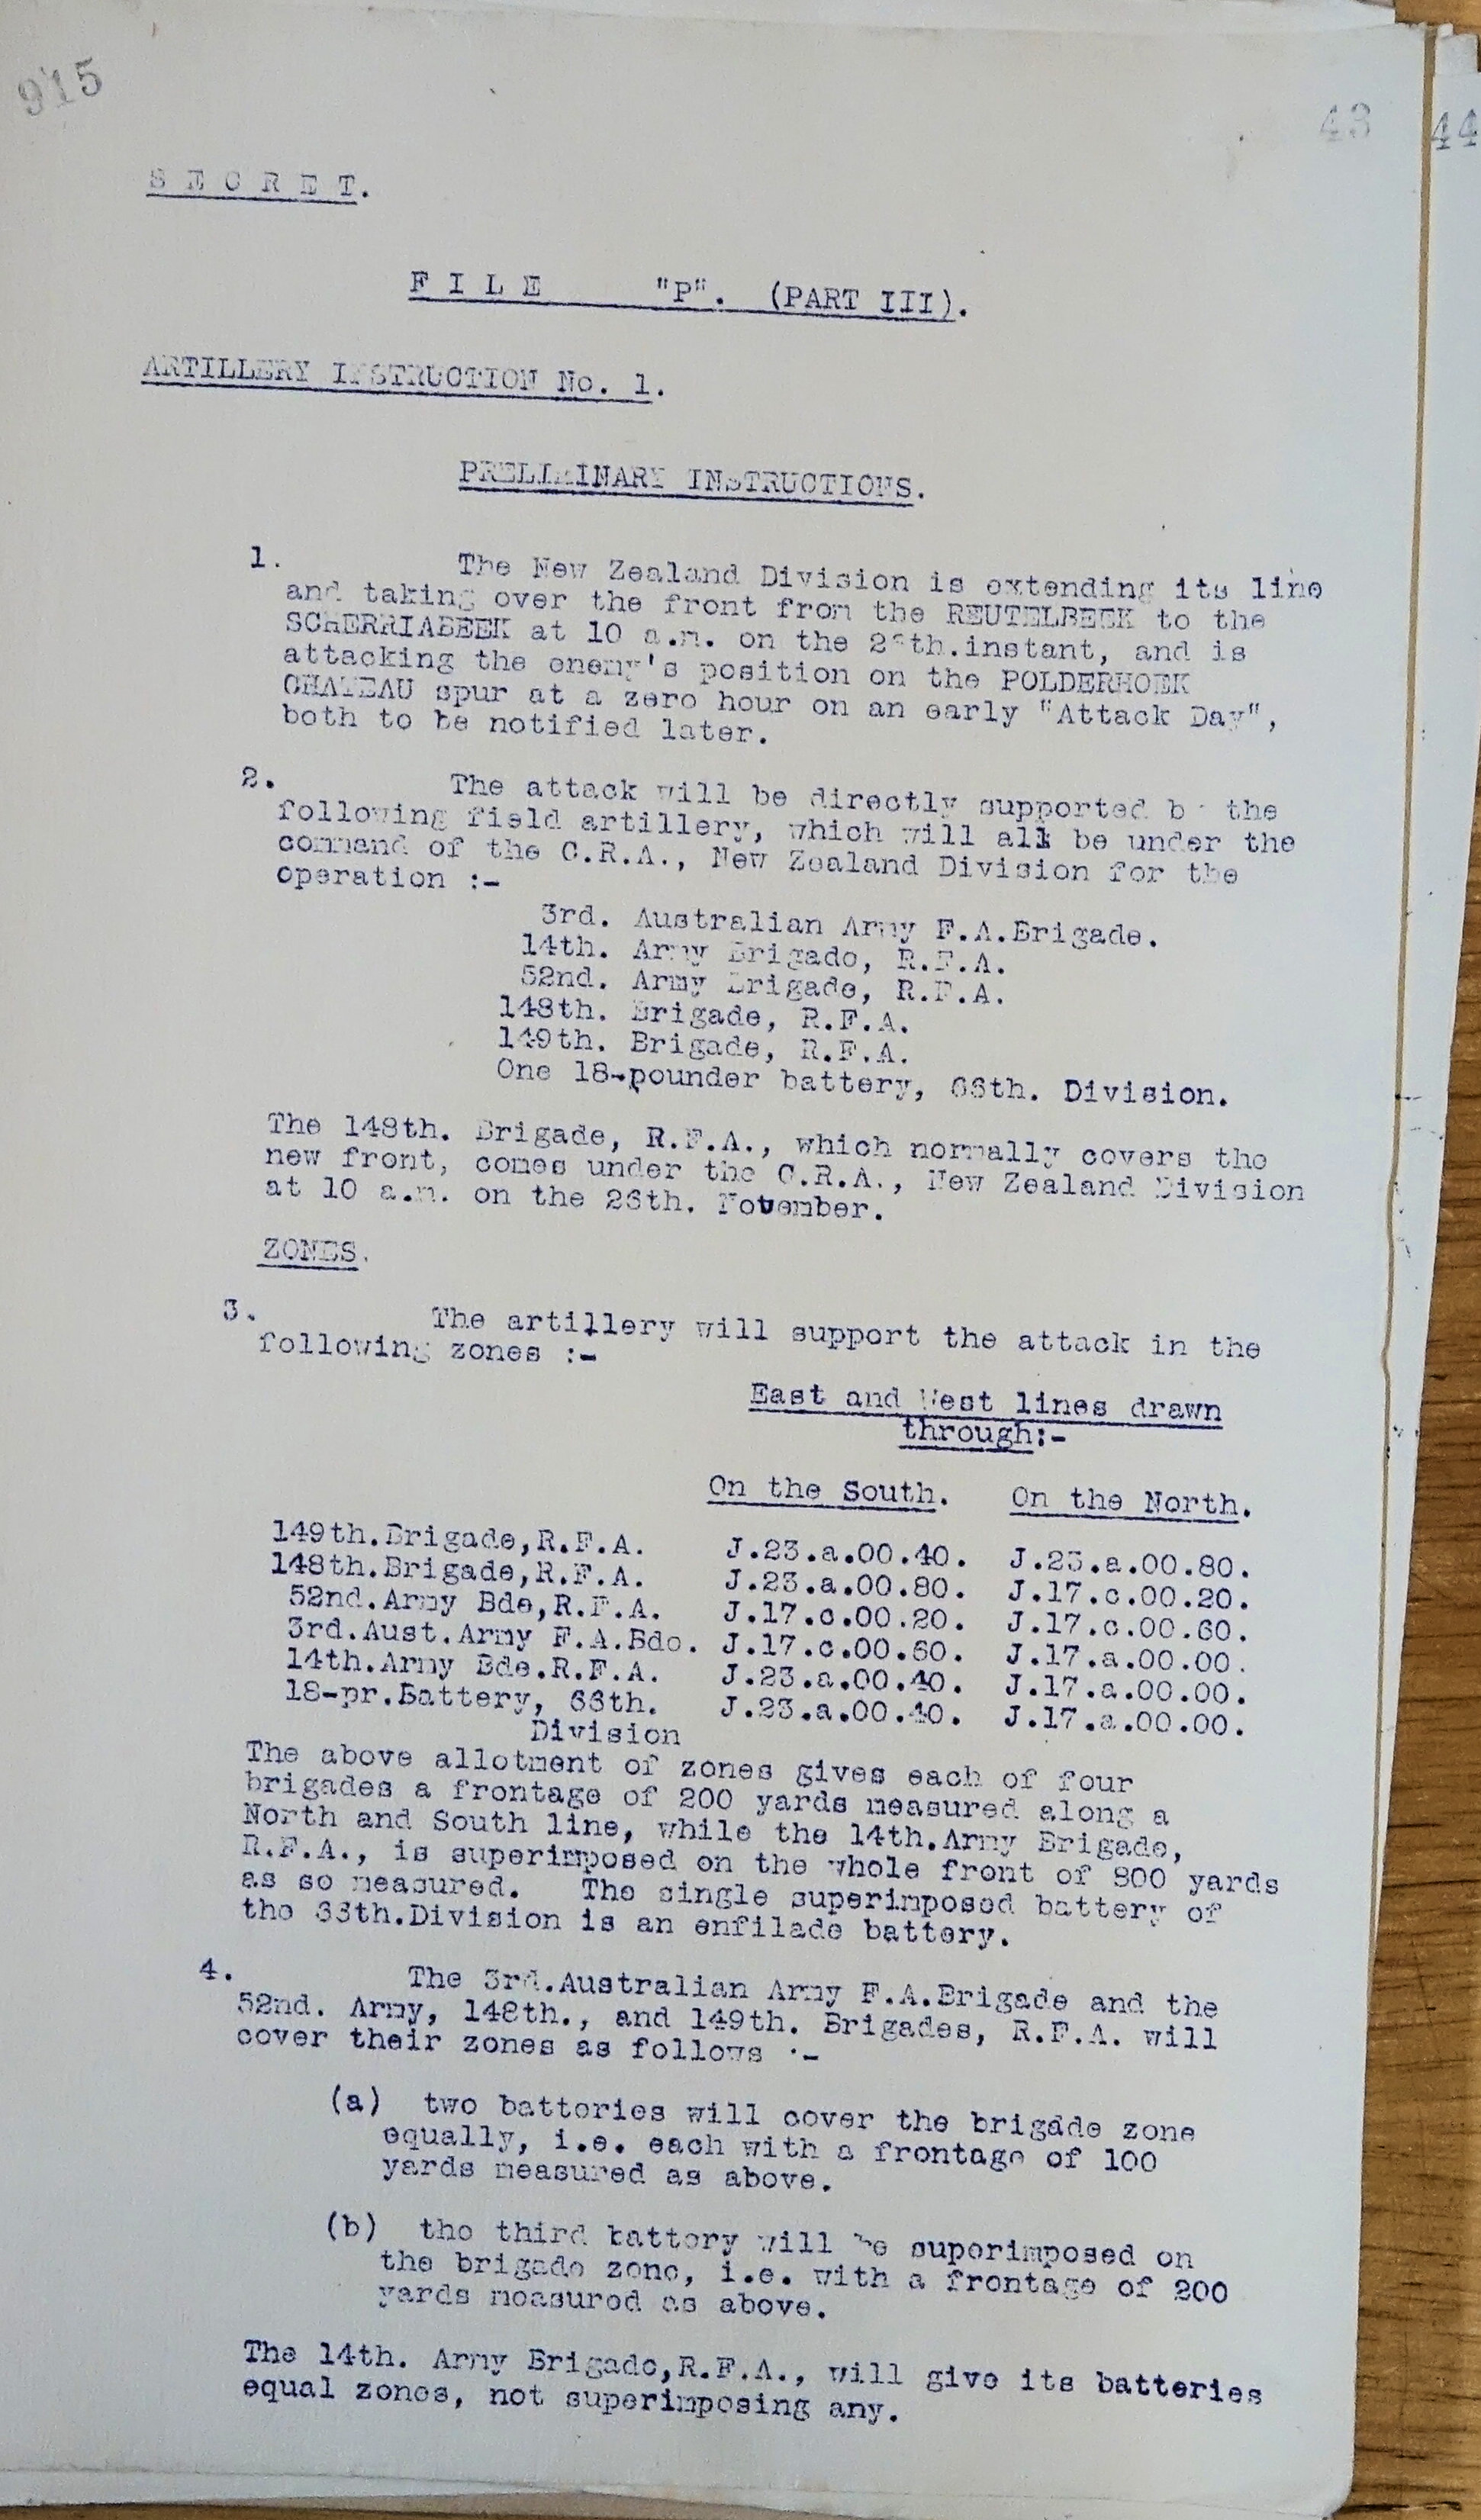 915
43
44
S E C R E T.
F I L E "P". (PART III).
ARTILLERY INSTRUCTION No. 1.
PRELIMINARY INSTRUCTIONS.
1. The New Zealand Division is extending its line
and taking over the front from the REUTELBEEK to the
SCHERRIABEEK at 10 a.m. on the instant, and is
attacking the enemy's position on the POLDERHOEK
CHATEAU spur at a zero hour on an early "Attack Day",
both to be notified later.
2. The attack will be directly supported by the
following field artillery, which will all be under the
command of the C.R.A., New Zealand Division for the
operation :-
3rd. Australian Army F.A.Brigade.
14th. Army Brigade, R.F.A.
52nd. Army Brigade, R.F.A.
148th. Brigade, R.F.A.
149th. Brigade, R.F.A.
One 18-pounder battery, 66th. Division.
The 148th. Brigade, R.F.A., which normally covers the
new front, comes under the C.R.A., New Zealand Division
at 10 a.m. on the 26th. November.
ZONES.
3. The artillery will support the attack in the
following zones :-
East and West lines drawn
through:-
On the South. On the North.
149th.Brigade,R.F.A. J.23.a.00.40. J.23.a.00.80.
148th.Brigade,R.F.A. J.23.a.00.80. J.17.c.00.20.
52nd.Army Bde,R.F.A. J.17.c.00.20. J.17.c.00.60.
3rd.Aust.Army F.A.Bde. J.17.c.00.60. J.17.a.00.00.
14th.Army Bde.R.F.A. J.23.a.00.40. J.17.a.00.00.
18-pr.Battery, 66th. J.23.a.00.40. J.17.a.00.00.
Division
The above allotment of zones gives each of four
brigades a frontage of 200 yards measured along a
North and South line, while the 14th.Army Brigade,
R.F.A., is superimposed on the whole front of 800 yards
as so measured. The single superimposed battery of
the 66th.Division is an enfilade battery.
4. The 3rd.Australian Army F.A.Brigade and the
52nd. Army, 148th., and 149th. Brigades, R.F.A. will
cover their zones as follows :-
(a) two batteries will cover the brigade zone
equally, i.e. each with a frontage of 100
yards measured as above.
(b) the third battery will be superimposed on
the brigade zone, i.e. with a frontage of 200
yards measured as above.
The 14th. Army Brigade,R.F.A., will give its batteries
equal zones, not superimposing any.